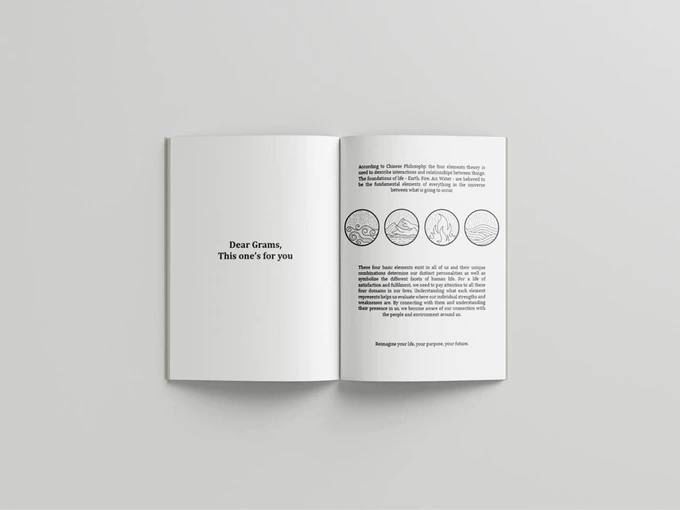 Dear Grams,
This one's for you
According to Chinese Philosophy, the four elements theory is
used to describe interactions and relationships between things.
The foundations of life - Earth, Fire, Air, Water - are believed to
be the fundamental elements of everything in the universe
between what is going to occur.
These four basic elements exist in all of us and their unique
combinations determine our distinct personalities as well as
symbolize the different facets of human life. For a life of
satisfaction and fulfilment, we need to pay attention to all these
four domains in our lives. Understanding what each element
represents helps us evaluate where our individual strengths and
weaknesses are. By connecting with them and understanding
their presence in us, we become aware of our connection with
the people and environment around us.
Reimagine your life, your purpose, your future.